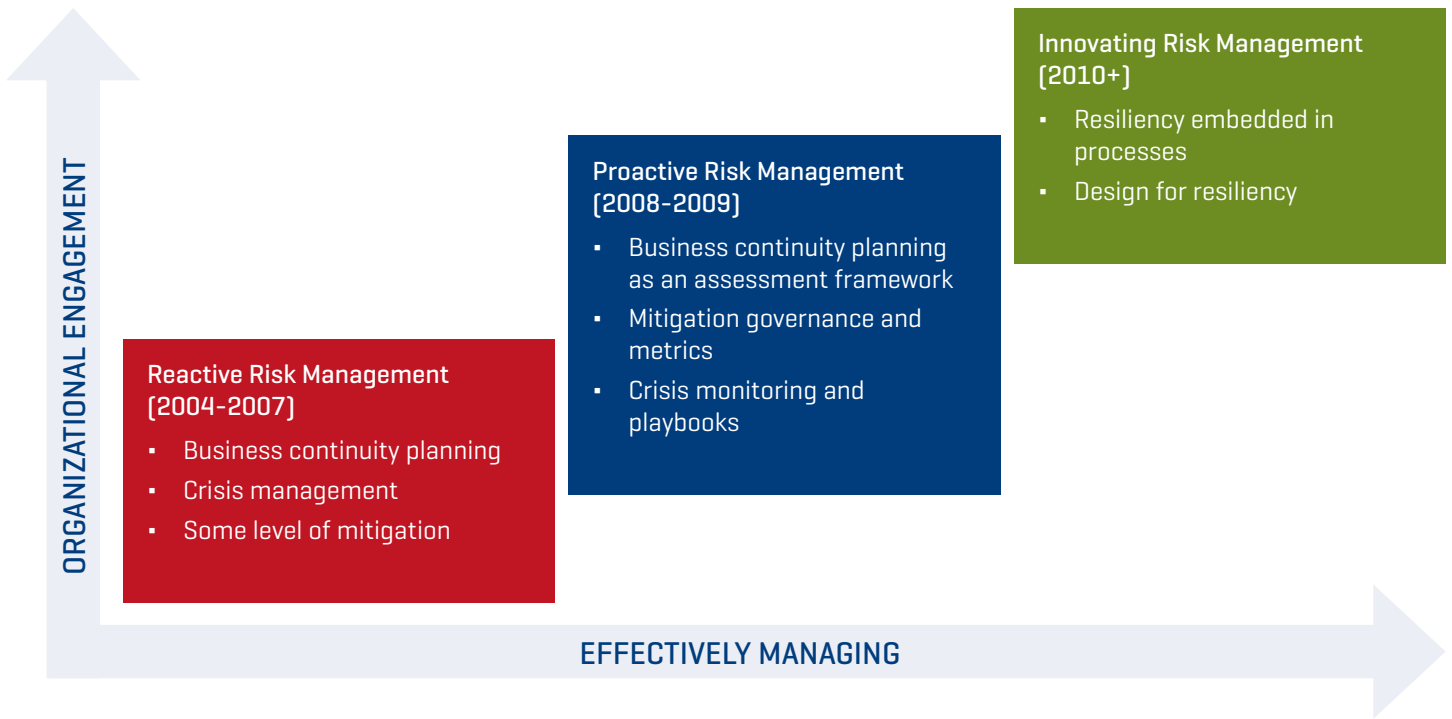 Innovating Risk Management
(2010+)
▪ Resiliency embedded in
processes
▪ Design for resiliency
Proactive Risk Management
(2008-2009)
▪ Business continuity planning
as an assessment framework
▪ Mitigation governance and
metrics
▪ Crisis monitoring and
playbooks
Reactive Risk Management
(2004-2007)
▪ Business continuity planning
▪ Crisis management
▪ Some level of mitigation
ORGANIZATIONAL ENGAGEMENT
EFFECTIVELY MANAGING